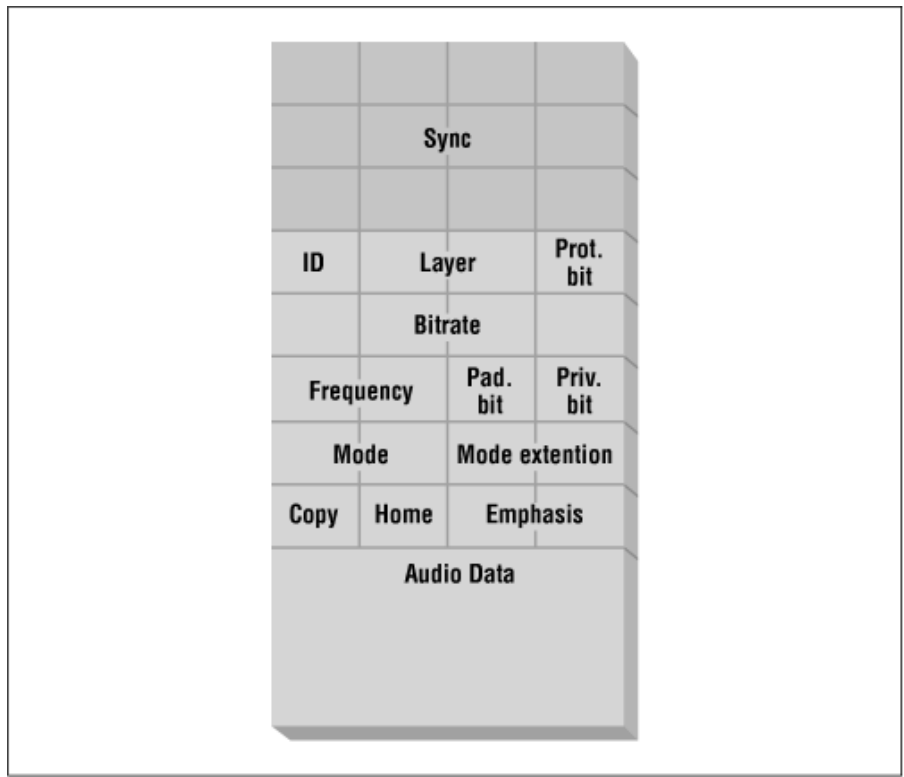 Sync
ID Layer Prot.
bit
Bitrate
Frequency Pad.
bit Priv.
bit
Mode Mode extention
Copy Home Emphasis
Audio Data